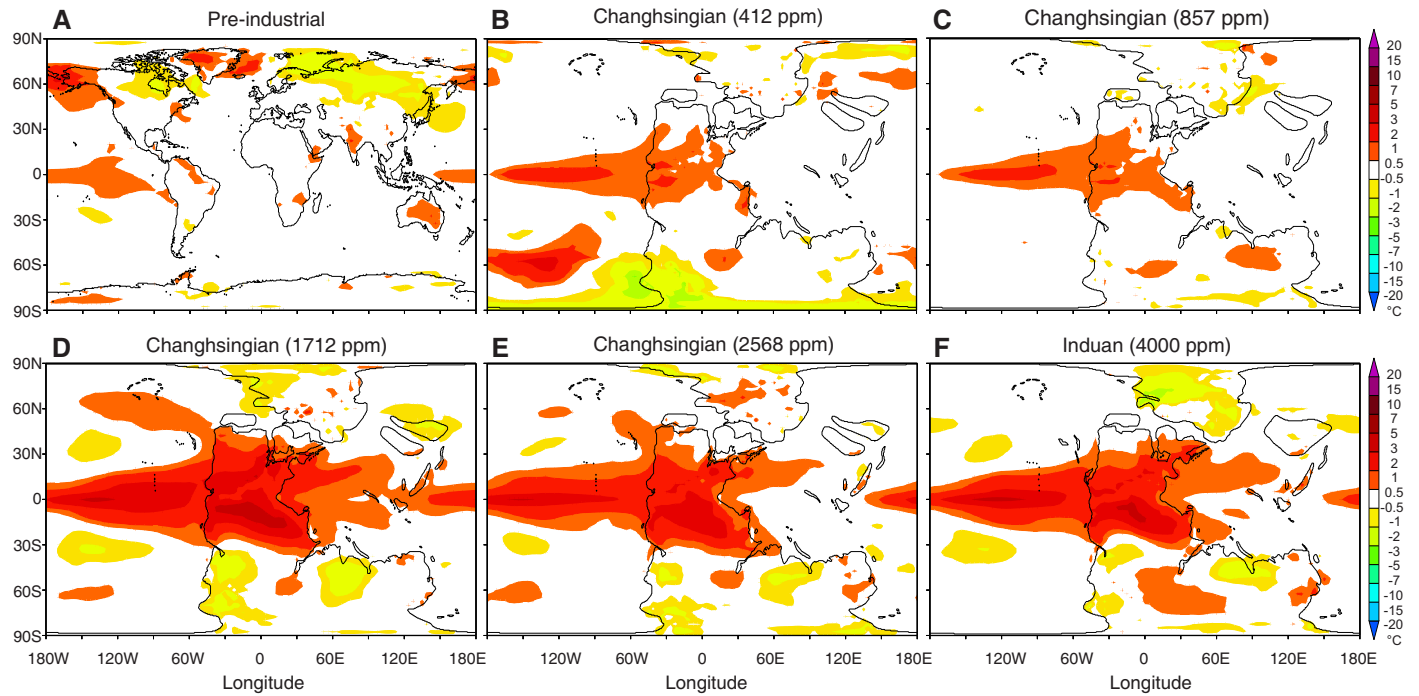 A Pre-industrial
B Changhsingian (412 ppm)
C Changhsingian (857 ppm)
90N
60N
30N
0
30S
60S
90S
20
15
10
7
5
3
2
1
0.5
-0.5
-1
-2
-3
-5
-7
-10
-15
-20
°C
D Changhsingian (1712 ppm)
E Changhsingian (2568 ppm)
F Induan (4000 ppm)
90N
60N
30N
0
30S
60S
90S
20
15
10
7
5
3
2
1
0.5
-0.5
-1
-2
-3
-5
-7
-10
-15
-20
°C
180W 120W 60W 0 60E 120E 180E
120W 60W 0 60E 120E 180E
120W 60W 0 60E 120E 180E
Longitude
Longitude
Longitude